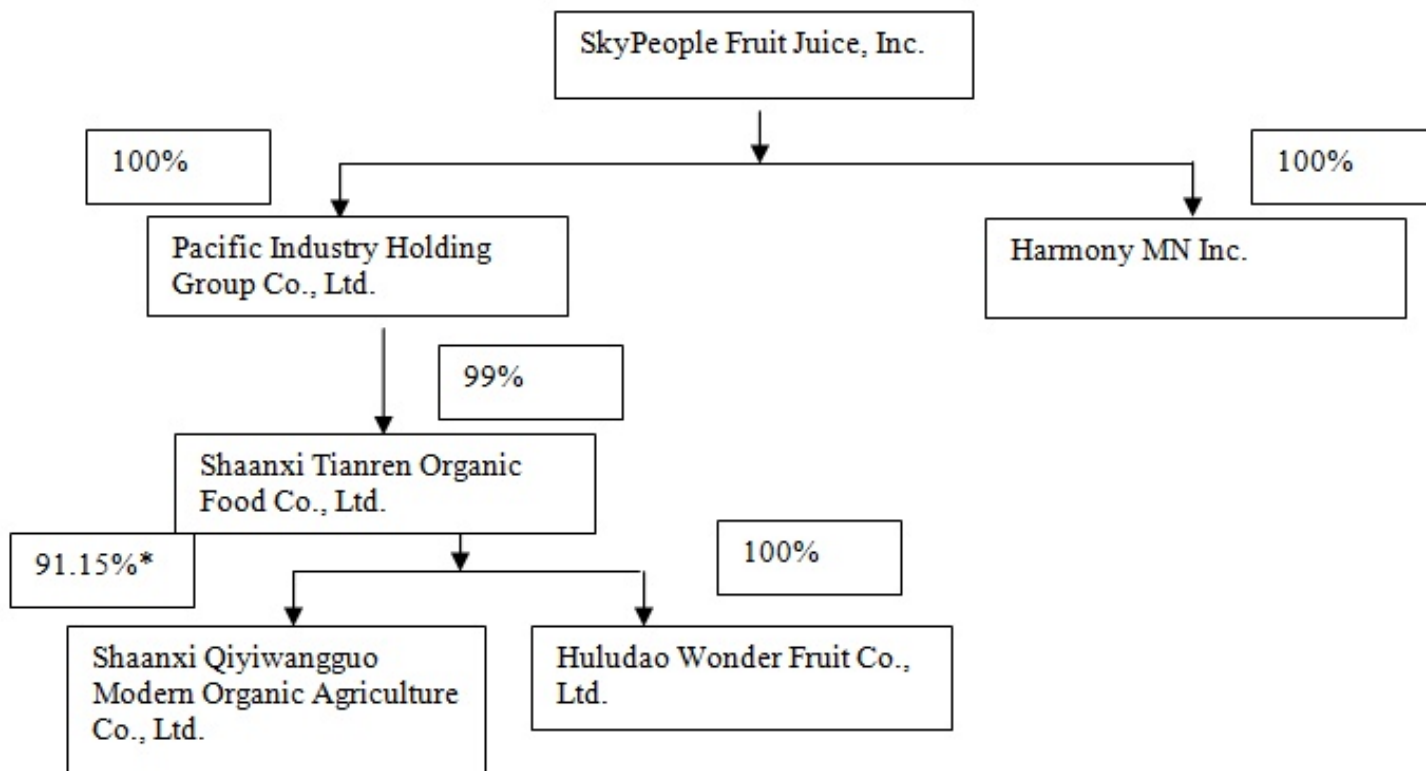 SkyPeople Fruit Juice, Inc.
100%
100%
Pacific Industry Holding
Group Co., Ltd.
Harmony MN Inc.
99%
Shaanxi Tianren Organic
Food Co., Ltd.
91.15%*
100%
Shaanxi Qiyiwangguo
Modern Organic Agriculture
Co., Ltd.
Huludao Wonder Fruit Co.,
Ltd.